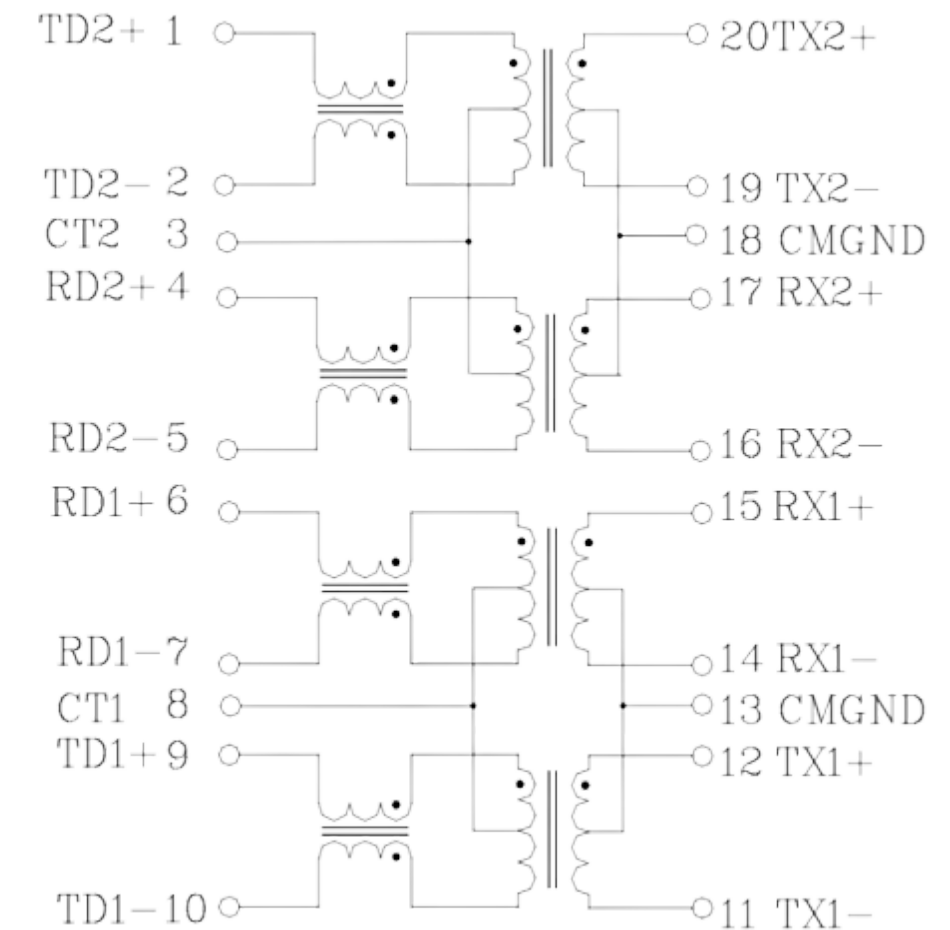 TD2+ 1
20TX2+
TD2- 2
19 TX2-
CT2 3
18 CMGND
RD2+4
17 RX2+
RD2-5
16 RX2-
RD1+6
15 RX1+
RD1-7
14 RX1-
CT1 8
13 CMGND
TD1+9
12 TX1+
TD1-10
11 TX1-